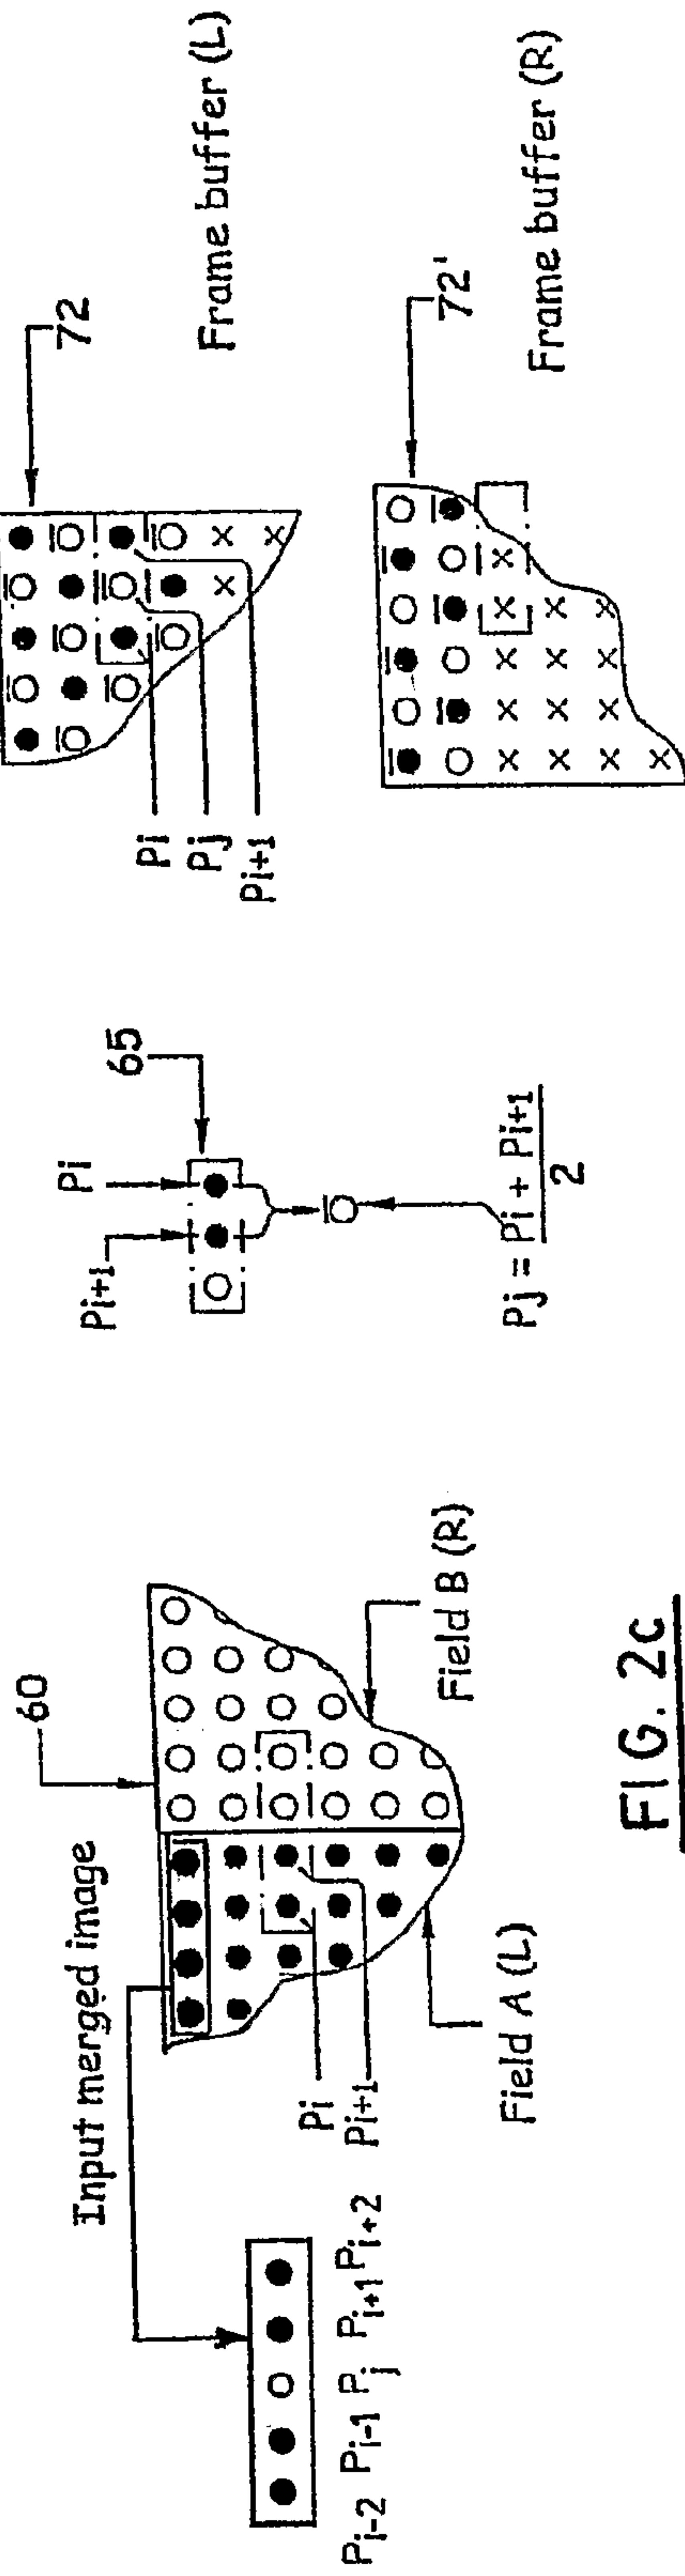 60
Input merged image
Pi-2 Pi-1 Pj Pi+1 Pi+2
Pi
Pi+1
Field A (L)
Field B (R)
65
Pi
Pi+1
Pj = Pi + Pi+1
2
72
Frame buffer (L)
Pi
Pj
Pi+1
72'
Frame buffer (R)
FIG. 2c